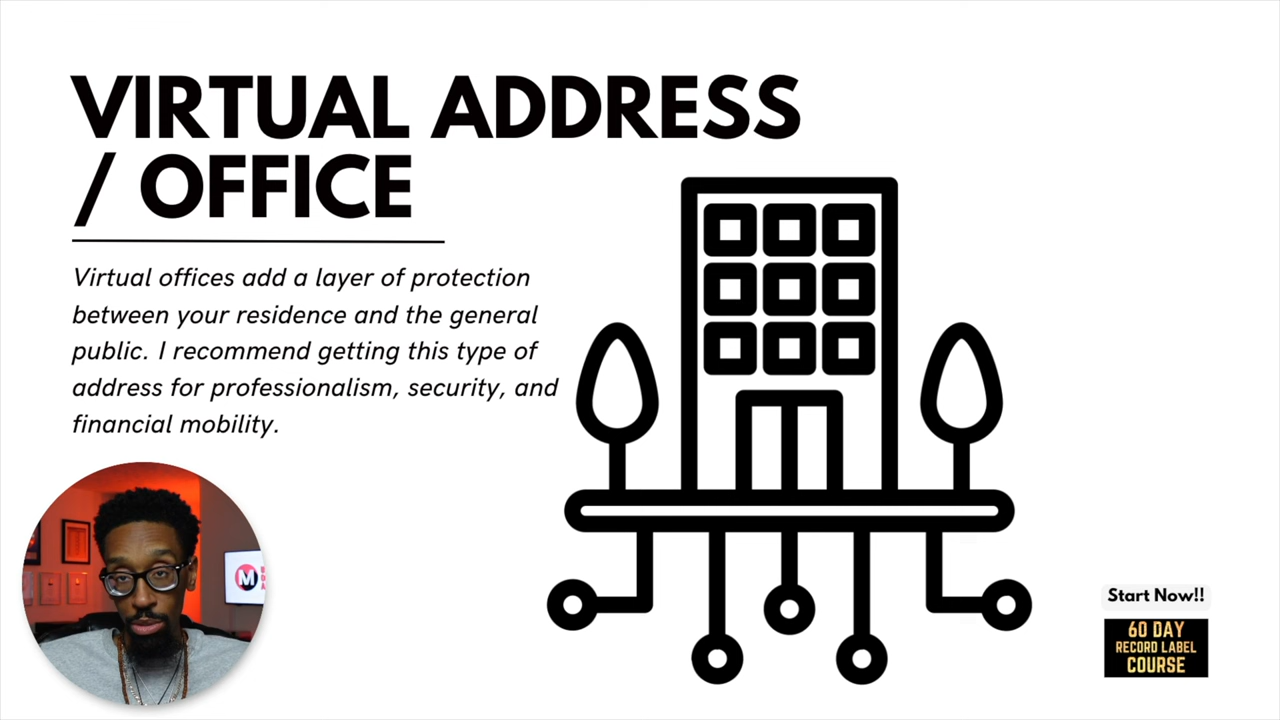 VIRTUAL ADDRESS
/ OFFICE
Virtual offices add a layer of protection
between your residence and the general
public. I recommend getting this type of
address for professionalism, security, and
financial mobility.
M
Start Now!!
60 DAY
RECORD LABEL
COURSE